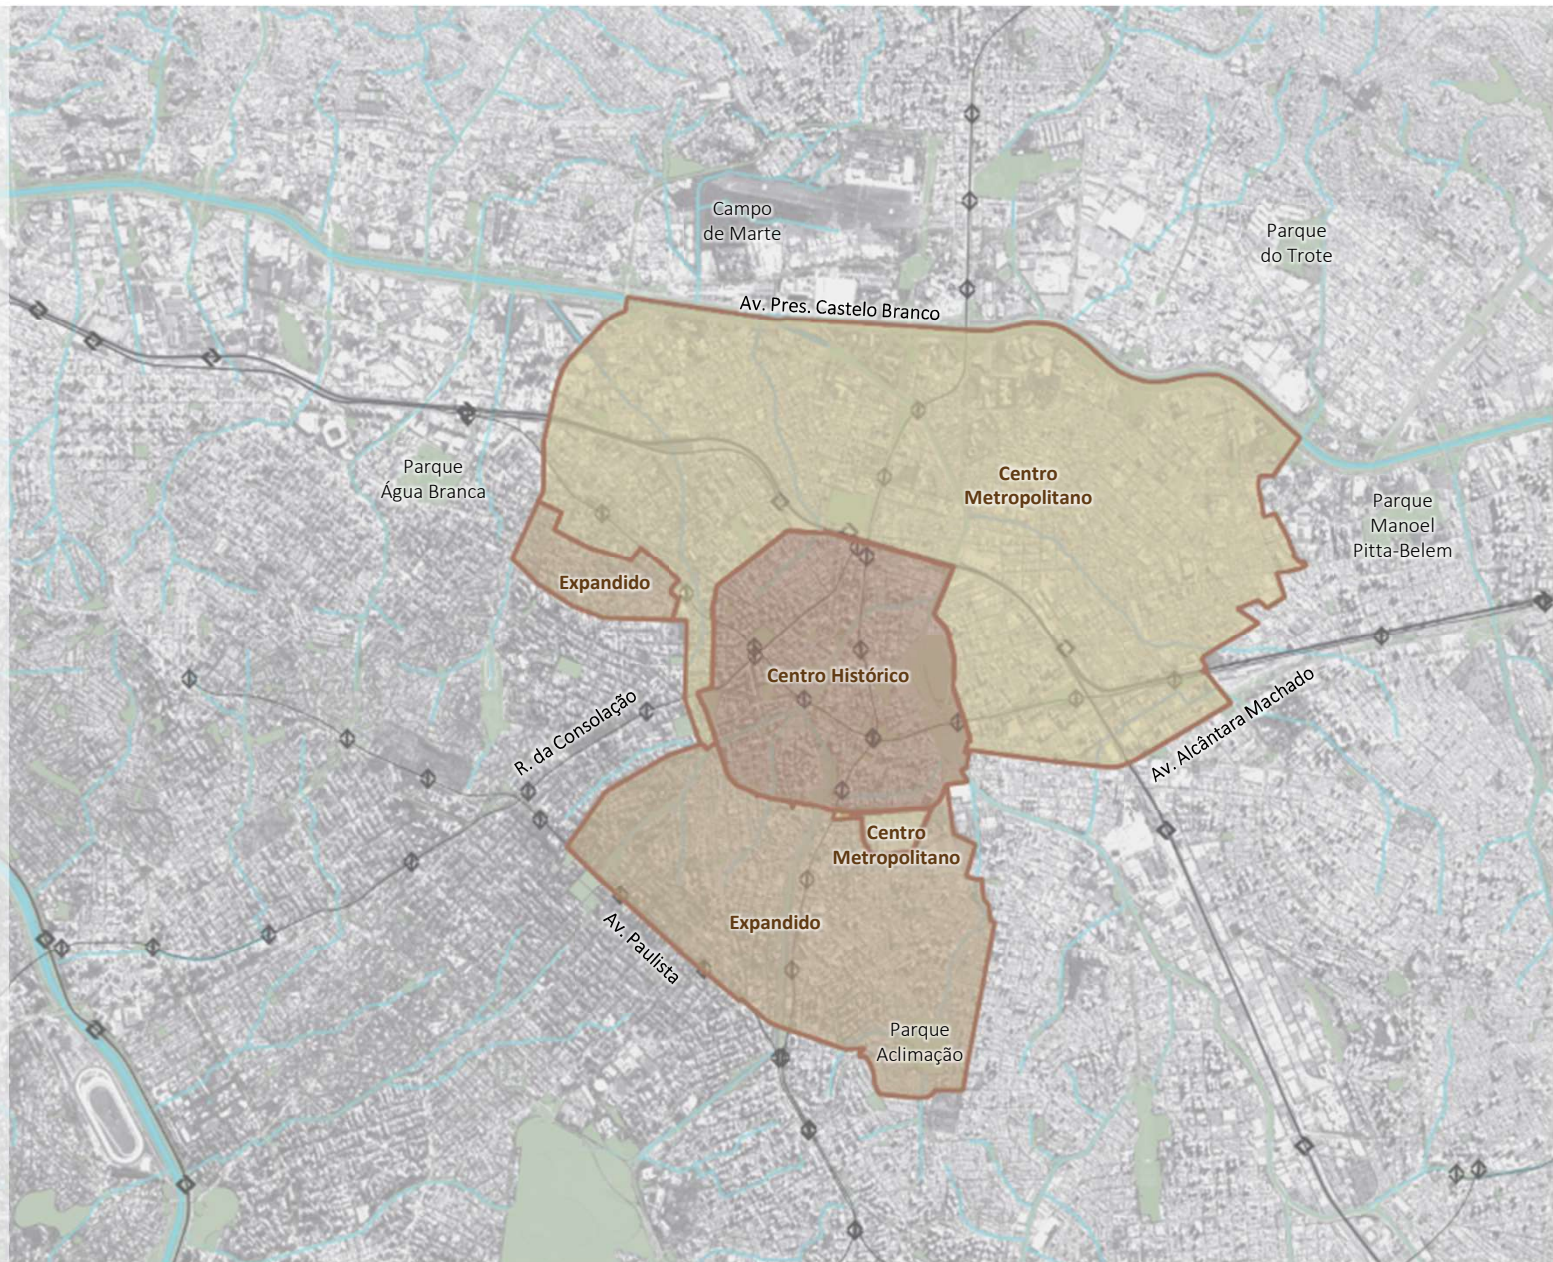 Campo
de Marte
Parque
do Trote
Av. Pres. Castelo Branco
Parque
Água Branca
Centro
Metropolitano
Parque
Manoel
Pitta-Belem
Expandido
Centro Histórico
R. da Consolação
Av. Alcântara Machado
Centro
Metropolitano
Expandido
Av. Paulista
Parque
Aclimação